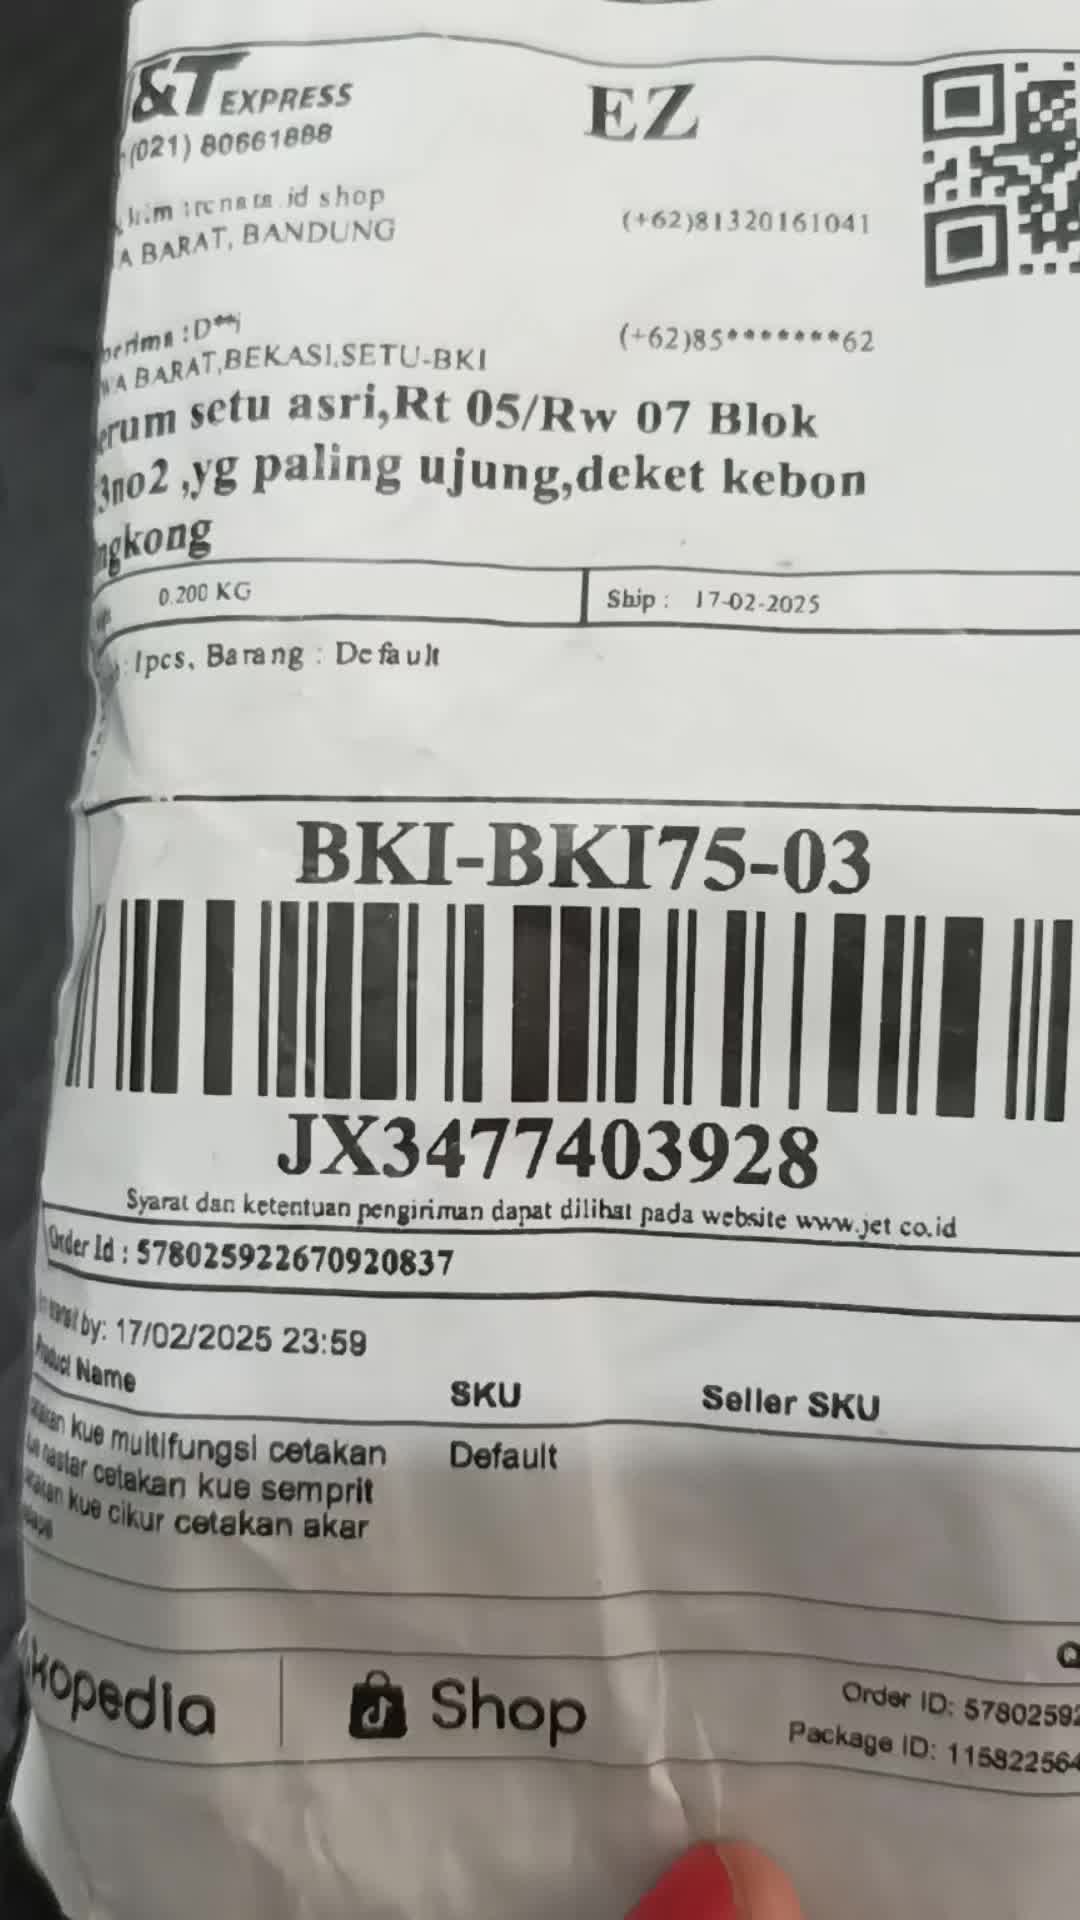 &T EXPRESS
EZ
(021) 80661888
id shop
(+62)81320161041
A BARAT, BANDUNG
erima :D**j
(+62)85*******62
WA BARAT,BEKASI,SETU-BKI
erum setu asri,Rt 05/Rw 07 Blok
3no2 ,yg paling ujung,deket kebon
ngkong
0.200 KG
Ship : 17-02-2025
: 1pcs, Barang : Default
BKI-BKI75-03
JX3477403928
Syarat dan ketentuan pengiriman dapat dilihat pada website www.jet co.id
Order Id : 578025922670920837
by: 17/02/2025 23:59
Product Name
SKU
Seller SKU
kue multifungsi cetakan
Default
nastar cetakan kue semprit
kue cikur cetakan akar
Q
kopedia
Shop
Order ID: 57802592
Package ID: 115822564